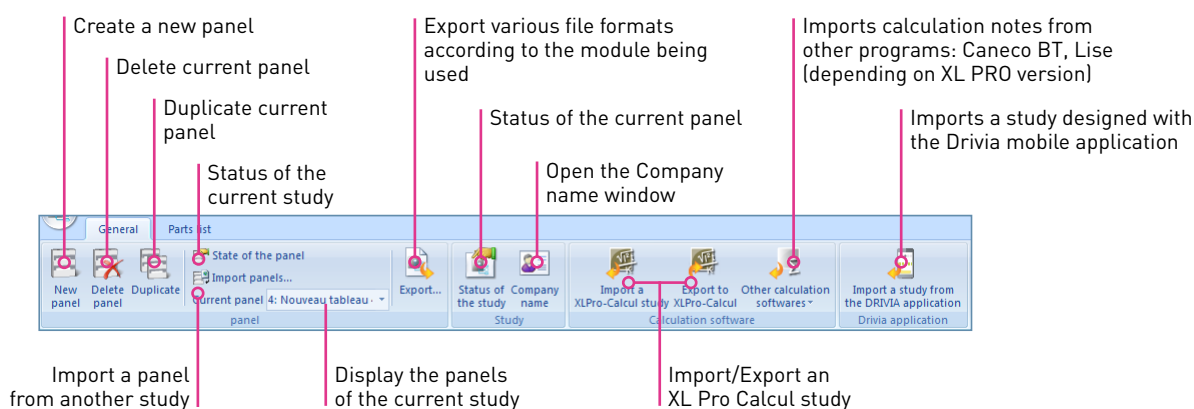 Create a new panel
Delete current panel
Duplicate current
panel
Status of the
current study
Export various file formats
according to the module being
used
Status of the current panel
Open the Company
name window
Imports calculation notes from
other programs: Caneco BT, Lise
(depending on XL PRO version)
Imports a study designed with
the Drivia mobile application
General Parts list
New
panel
Delete
panel
Duplicate
State of the panel
Import panels...
Current panel 4: Nouveau tableau
Export...
panel
Status of
the study
Company
name
Study
Import a
XLPro-Calcul study
Export to
XLPro-Calcul
Other calculation
softwares
Calculation software
Import a study from
the DRIVIA application
Drivia application
Import a panel
from another study
Display the panels
of the current study
Import/Export an
XL Pro Calcul study